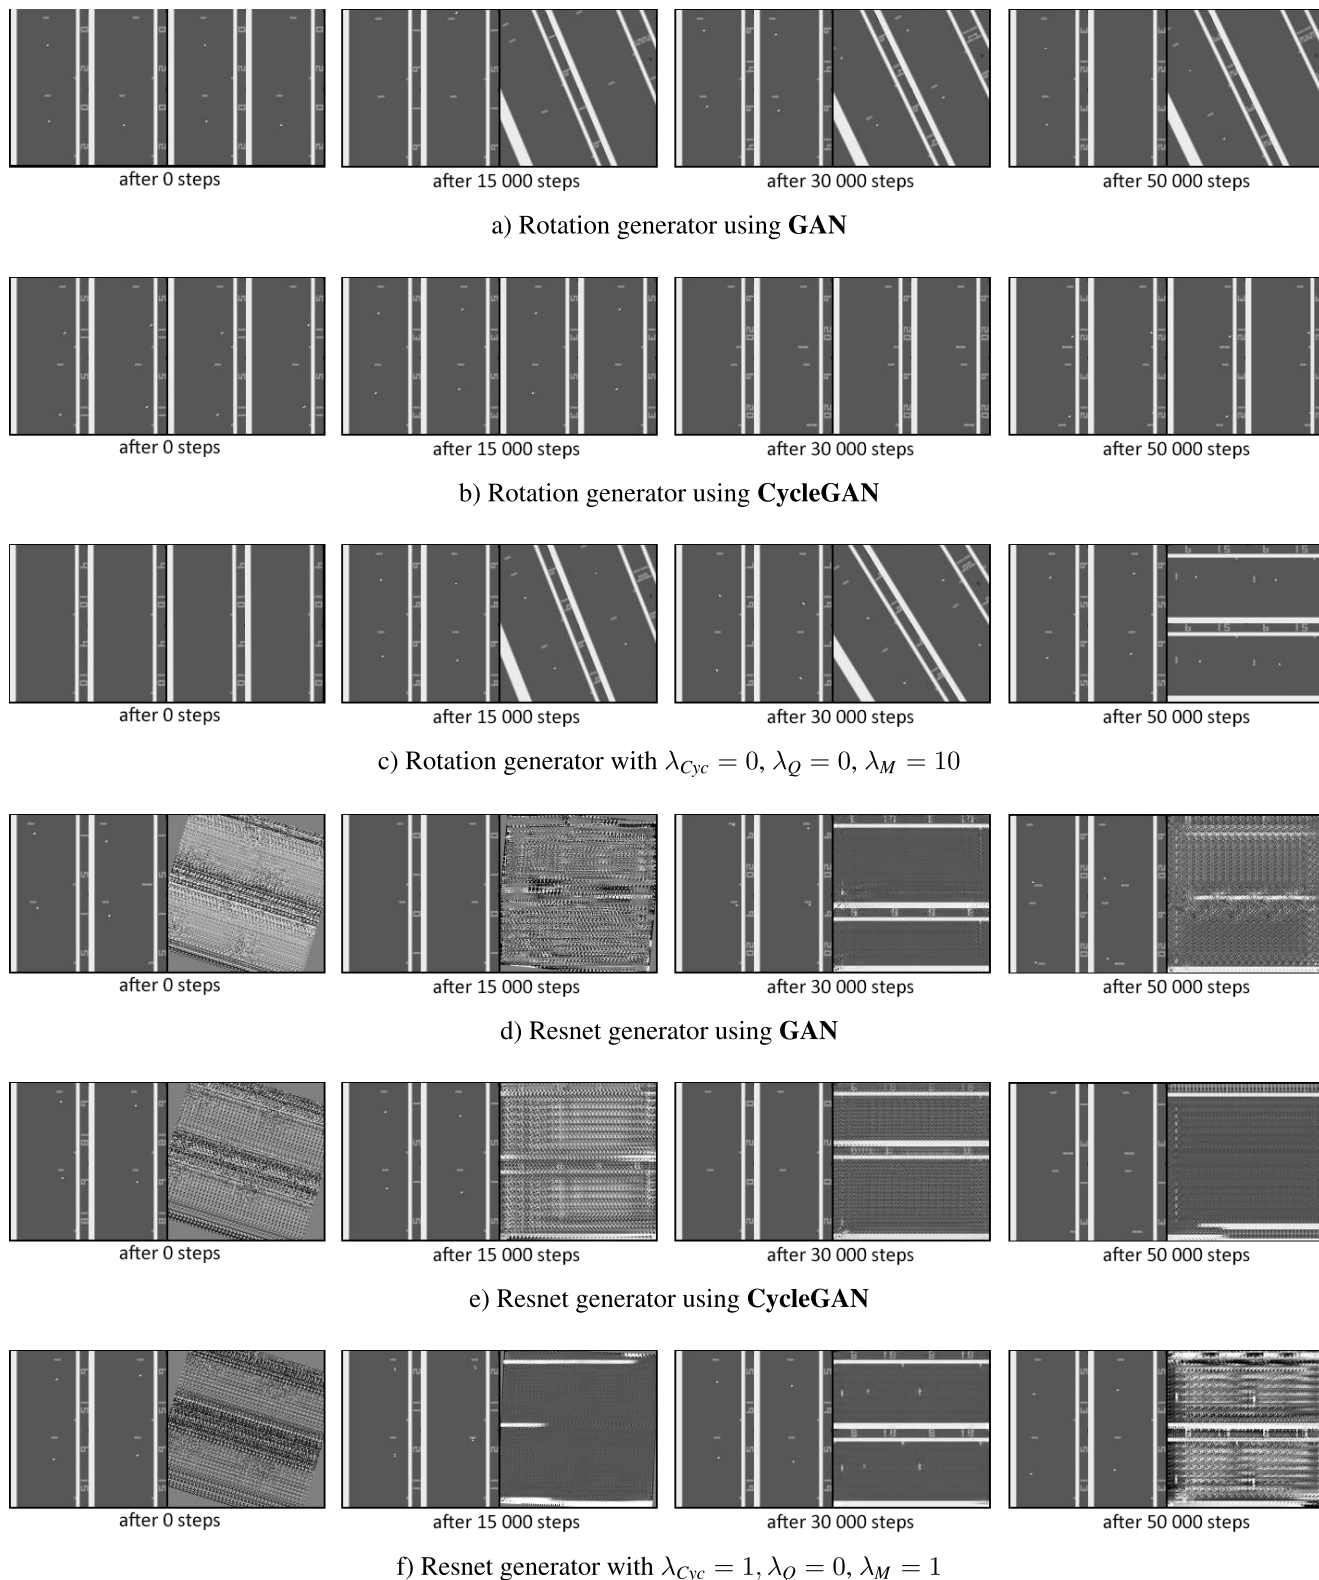 after 0 steps
after 15 000 steps
after 30 000 steps
after 50 000 steps
a) Rotation generator using GAN
after 0 steps
after 15 000 steps
after 30 000 steps
after 50 000 steps
b) Rotation generator using CycleGAN
after 0 steps
after 15 000 steps
after 30 000 steps
after 50 000 steps
c) Rotation generator with λ_Cyc = 0, λ_Q = 0, λ_M = 10
after 0 steps
after 15 000 steps
after 30 000 steps
after 50 000 steps
d) Resnet generator using GAN
after 0 steps
after 15 000 steps
after 30 000 steps
after 50 000 steps
e) Resnet generator using CycleGAN
after 0 steps
after 15 000 steps
after 30 000 steps
after 50 000 steps
f) Resnet generator with λ_Cyc = 1, λ_Q = 0, λ_M = 1